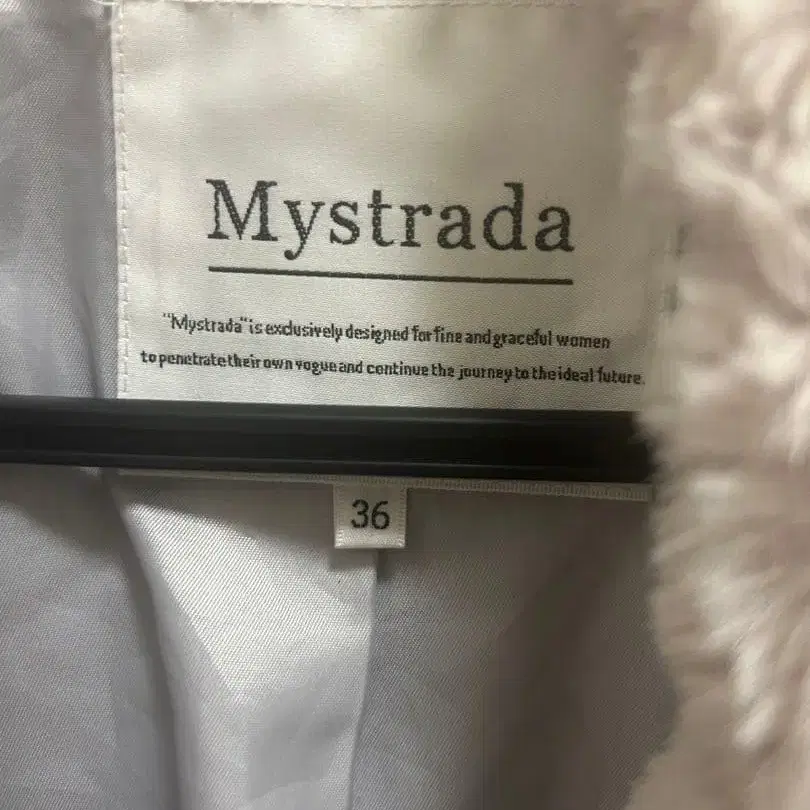 Mystrada
"Mystrada" is exclusively designed for fine and graceful women
to penetrate their own vogue and continue the journey to the ideal future.
36